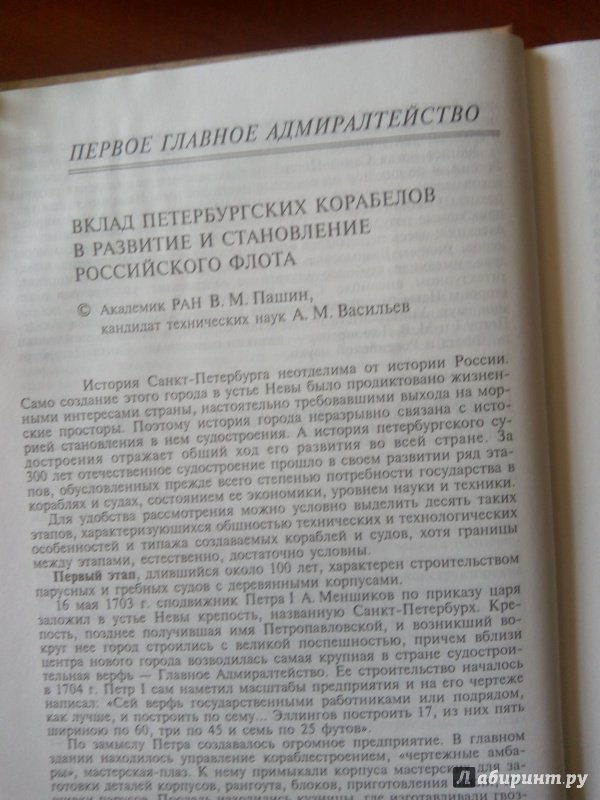 ПЕРВОЕ ГЛАВНОЕ АДМИРАЛТЕЙСТВО
ВКЛАД ПЕТЕРБУРГСКИХ КОРАБЕЛОВ
В РАЗВИТИЕ И СТАНОВЛЕНИЕ
РОССИЙСКОГО ФЛОТА
© Академик РАН В. М. Пашин,
кандидат технических наук А. М. Васильев
История Санкт-Петербурга неотделима от истории России.
Само создание этого города в устье Невы было продиктовано жизнен-
ными интересами страны, настоятельно требовавшими выхода на мор-
ские просторы. Поэтому история города неразрывно связана с исто-
рией становления в нем судостроения. А история петербургского су-
достроения отражает общий ход его развития во всей стране. За
300 лет отечественное судостроение прошло в своем развитии ряд эта-
пов, обусловленных прежде всего степенью потребности государства в
кораблях и судах, состоянием ее экономики, уровнем науки и техники.
Для удобства рассмотрения можно условно выделить десять таких
этапов, характеризующихся общностью технических и технологических
особенностей и типажа создаваемых кораблей и судов, хотя границы
между этапами, естественно, достаточно условны.
Первый этап, длившийся около 100 лет, характерен строительством
парусных и гребных судов с деревянными корпусами.
16 мая 1703 г. сподвижник Петра I А. Меншиков по приказу царя
заложил в устье Невы крепость, названную Санкт-Петербург. Кре-
пость, позднее получившая имя Петропавловской, и возникший во-
круг нее город строились с великой поспешностью, причем вблизи
центра нового города возводилась самая крупная в стране судострои-
тельная верфь — Главное Адмиралтейство. Ее строительство началось
в 1704 г. Петр I сам наметил масштабы предприятия и на его чертеже
написал: «Сей верфь государственными работниками или подрядом,
как лучше, и построить по сему... Эллингов построить 17, из них пять
шириною по 60, три по 45 и семь по 25 футов».
По замыслу Петра создавалось огромное предприятие. В главном
здании находилось управление кораблестроением, «чертежные амба-
ры», мастерская-плаз. К нему примыкали корпуса мастерских для за-
готовки деталей корпусов, рангоута, блоков, приготовления
находились кузницы, где изготавливали гвоз-
Лабиринт.ру